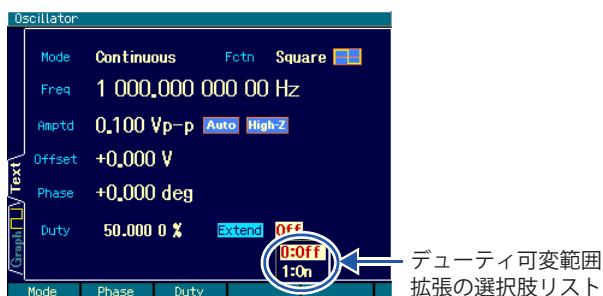 Oscillator
Mode Continuous Fctn Square
Freq 1 000.000 000 00 Hz
Amptd 0.100 Vp-p Auto High-Z
Offset +0.000 V
Phase +0.000 deg
Duty 50.000 0 % Extend Off
0:Off
1:On
Text
Graph
Mode Phase Duty
デューティ可変範囲
拡張の選択肢リスト